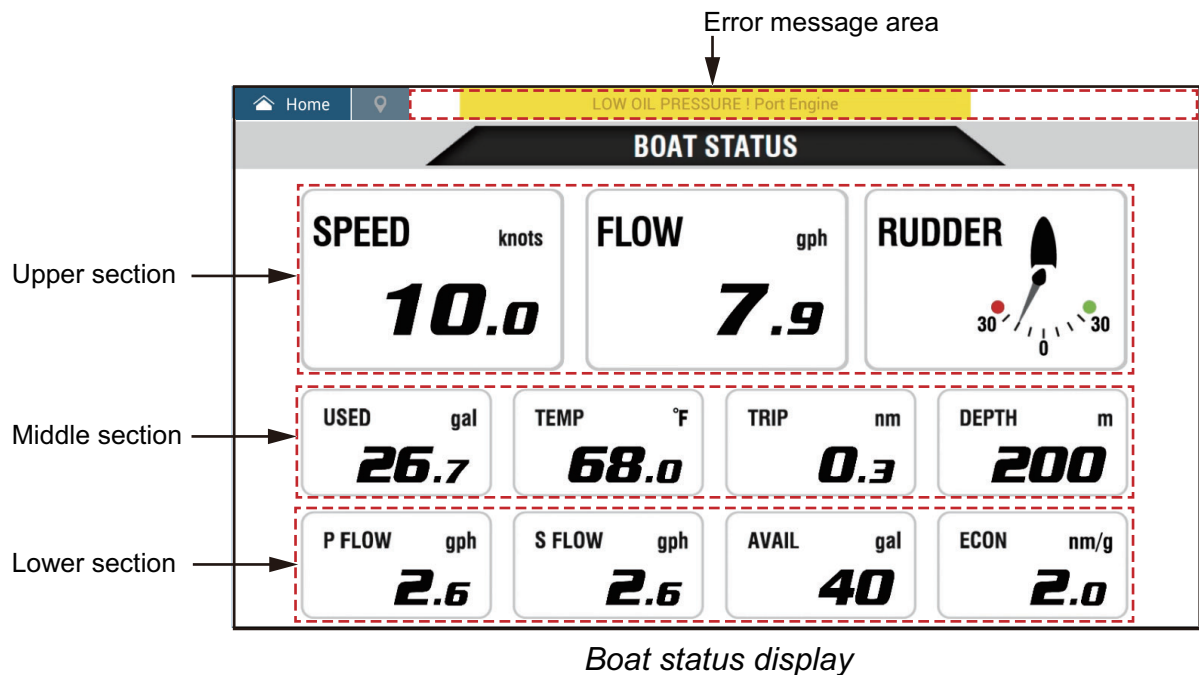 Error message area
Home
LOW OIL PRESSURE ! Port Engine
BOAT STATUS
Upper section
SPEED knots
10.0
FLOW gph
7.9
RUDDER
30 0 30
Middle section
USED gal
26.7
TEMP °F
68.0
TRIP nm
0.3
DEPTH m
200
Lower section
P FLOW gph
2.6
S FLOW gph
2.6
AVAIL gal
40
ECON nm/g
2.0
Boat status display